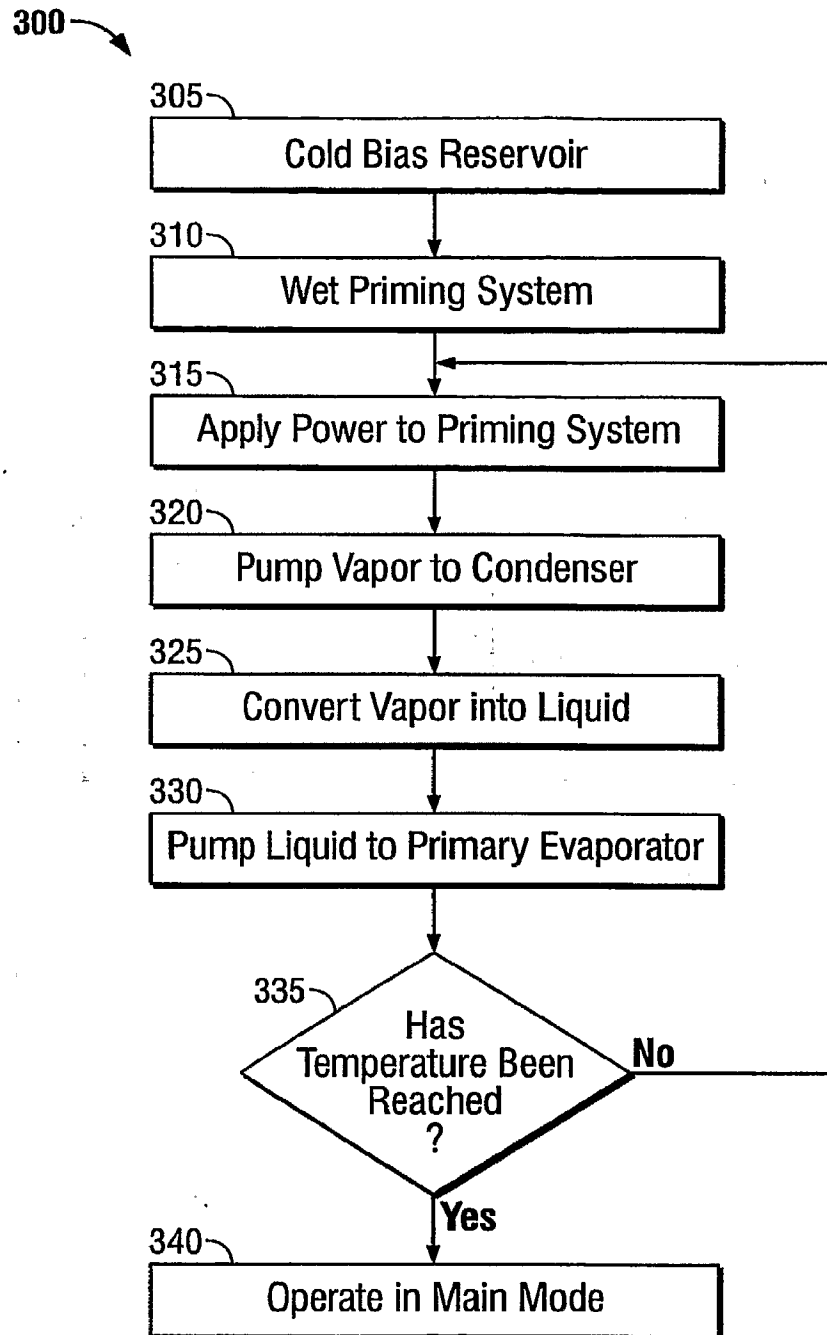 300
305
Cold Bias Reservoir
310
Wet Priming System
315
Apply Power to Priming System
320
Pump Vapor to Condenser
325
Convert Vapor into Liquid
330
Pump Liquid to Primary Evaporator
335
Has
Temperature Been
Reached
?
No
Yes
340
Operate in Main Mode